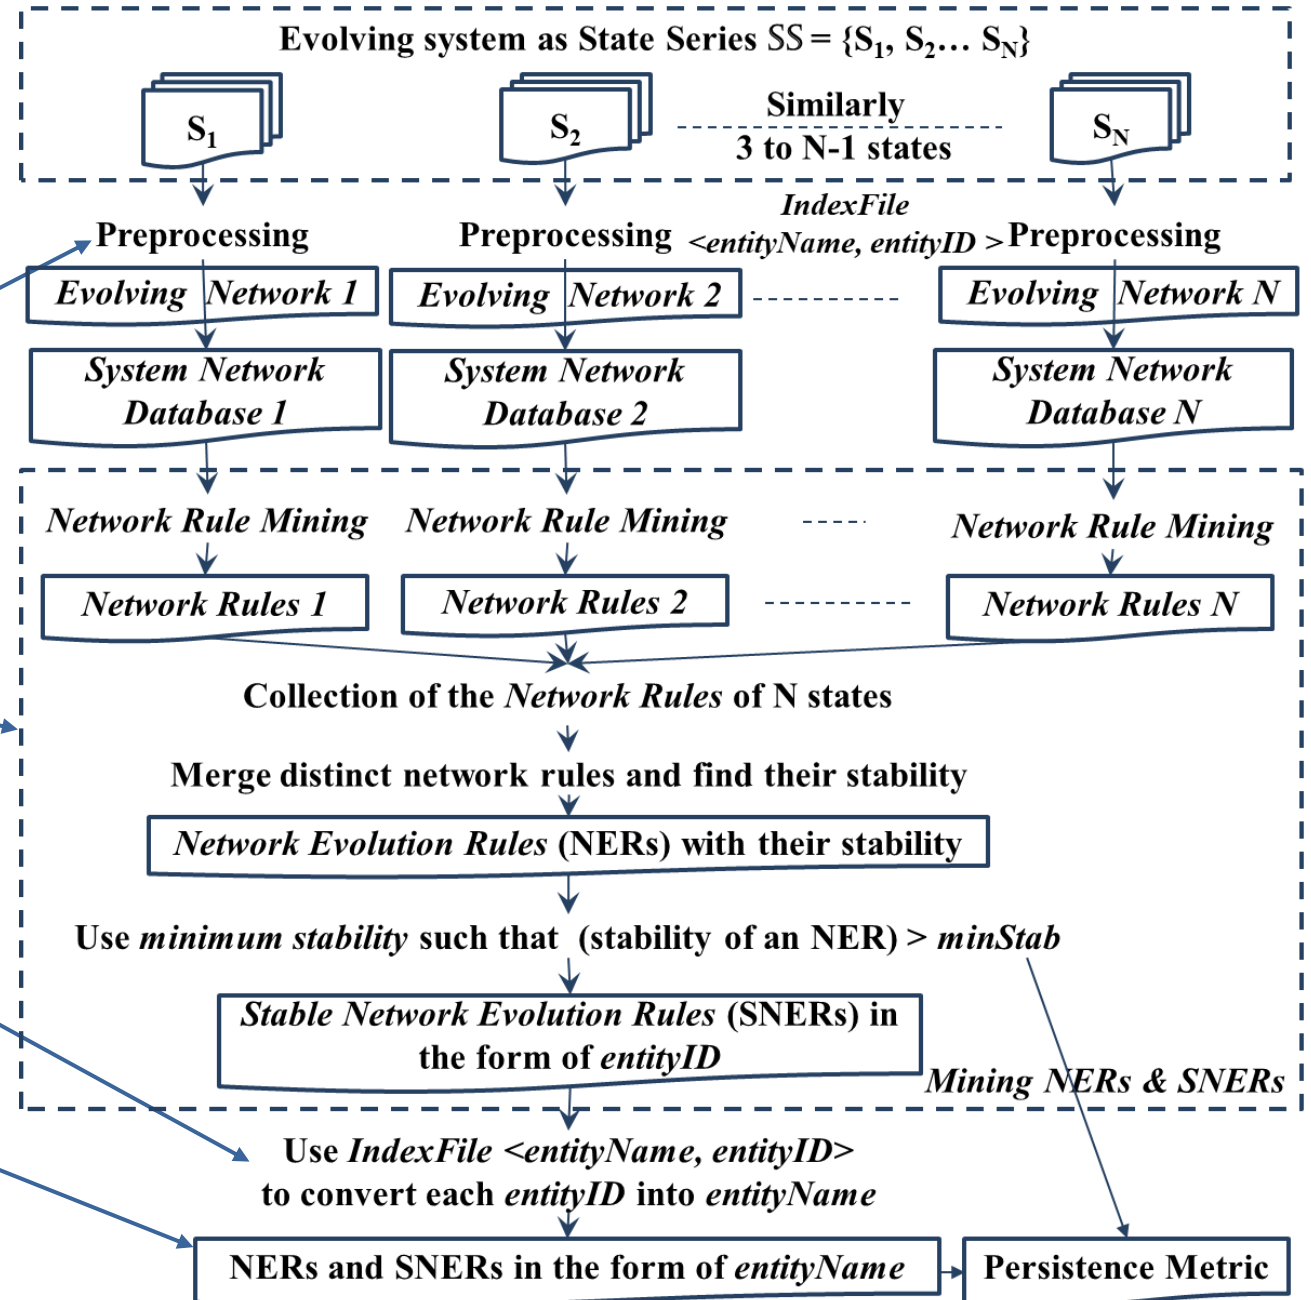 Evolving system as State Series SS = {S1, S2… SN}
S1
S2
Similarly
3 to N-1 states
SN
IndexFile
<entityName, entityID >
Preprocessing
Preprocessing
Preprocessing
Evolving Network 1
Evolving Network 2
Evolving Network N
System Network
Database 1
System Network
Database 2
System Network
Database N
Network Rule Mining
Network Rule Mining
Network Rule Mining
Network Rules 1
Network Rules 2
Network Rules N
Collection of the Network Rules of N states
Merge distinct network rules and find their stability
Network Evolution Rules (NERs) with their stability
Use minimum stability such that (stability of an NER) > minStab
Stable Network Evolution Rules (SNERs) in
the form of entityID
Mining NERs & SNERs
Use IndexFile <entityName, entityID>
to convert each entityID into entityName
NERs and SNERs in the form of entityName
Persistence Metric